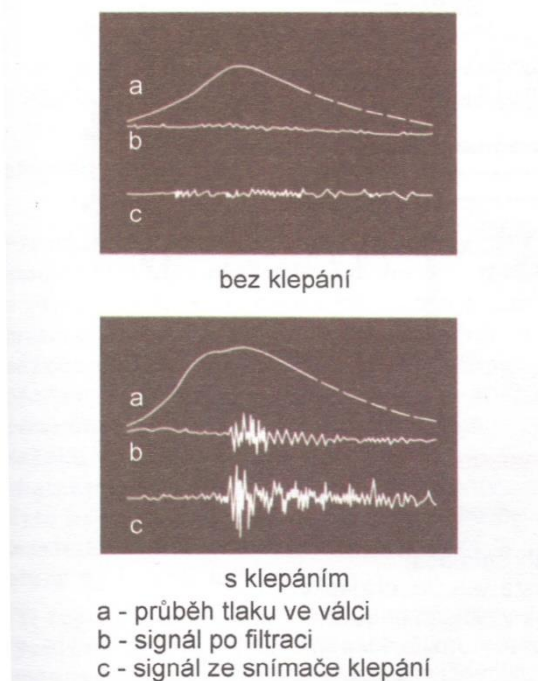 a
b
c
bez klepání
a
b
c
s klepáním
a - průběh tlaku ve válci
b - signál po filtraci
c - signál ze snímače klepání